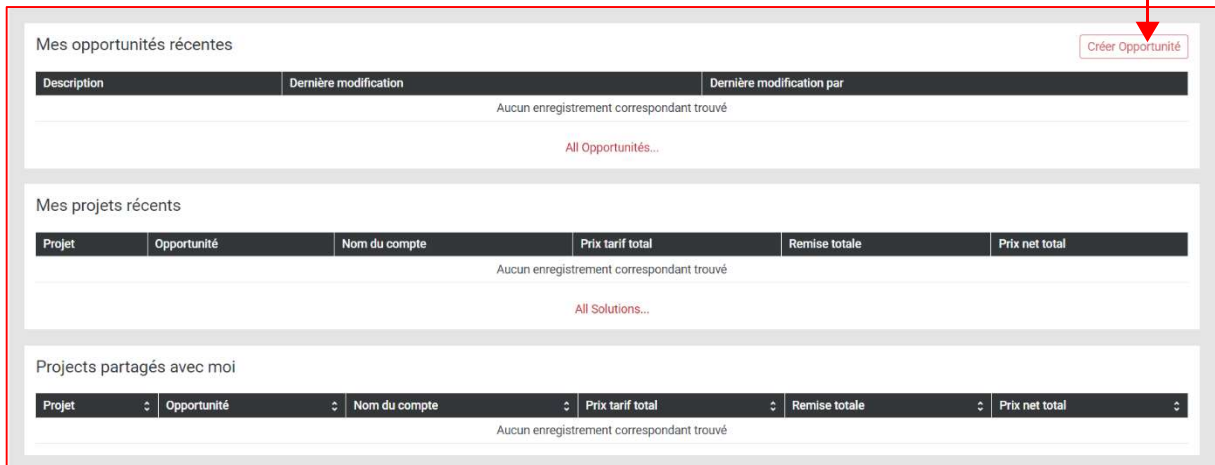 Mes opportunités récentes
Créer Opportunité
Description Dernière modification Dernière modification par
Aucun enregistrement correspondant trouvé
All Opportunités...
Mes projets récents
Projet Opportunité Nom du compte Prix tarif total Remise totale Prix net total
Aucun enregistrement correspondant trouvé
All Solutions...
Projects partagés avec moi
Projet Opportunité Nom du compte Prix tarif total Remise totale Prix net total
Aucun enregistrement correspondant trouvé